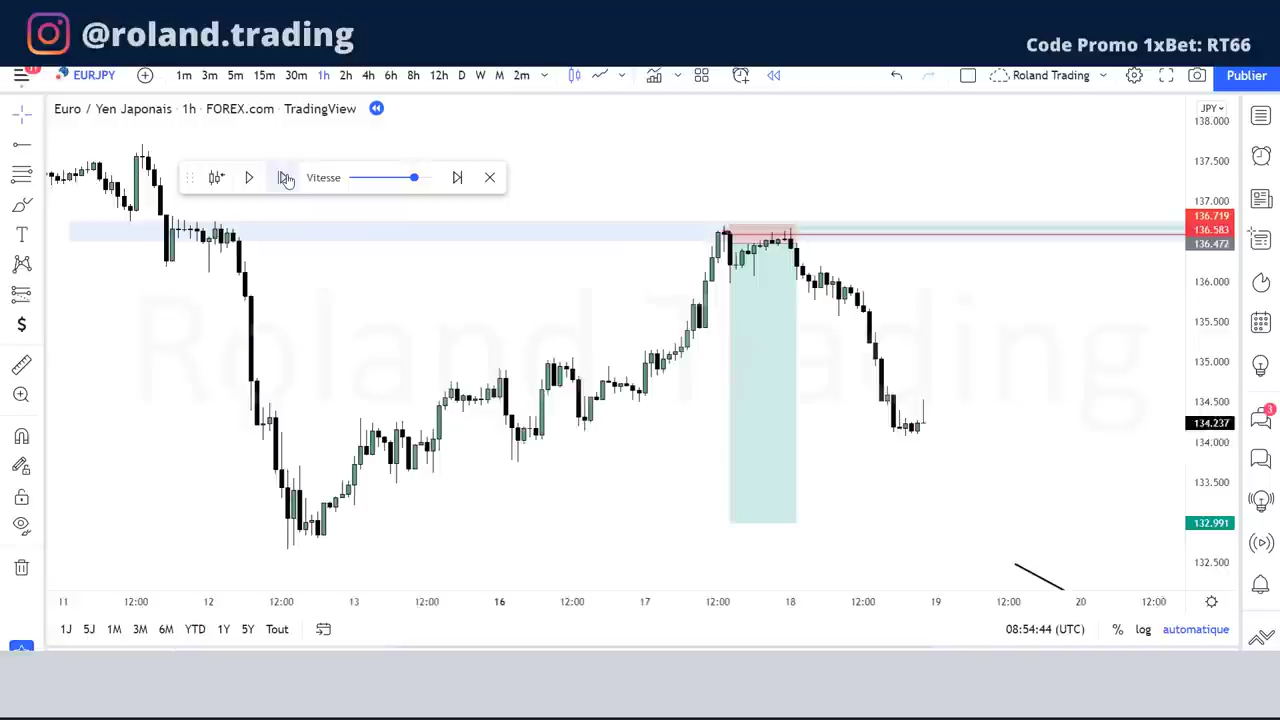 @roland.trading
Code Promo 1xBet: RT66
11
EURJPY
1m 3m 5m 15m 30m 1h 2h 4h 6h 8h 12h D W M 2m
Roland Trading
Publier
Euro / Yen Japonais · 1h · FOREX.com · TradingView
JPY
138.000
Vitesse
137.500
137.000
136.719
136.583
136.472
136.000
135.500
Roland Trading
135.000
134.500
3
134.237
134.000
133.500
132.991
132.500
11 12:00 12 12:00 13 12:00 16 12:00 17 12:00 18 12:00 19 12:00 20 12:00
1J 5J 1M 3M 6M YTD 1Y 5Y Tout
08:54:44 (UTC) % log automatique